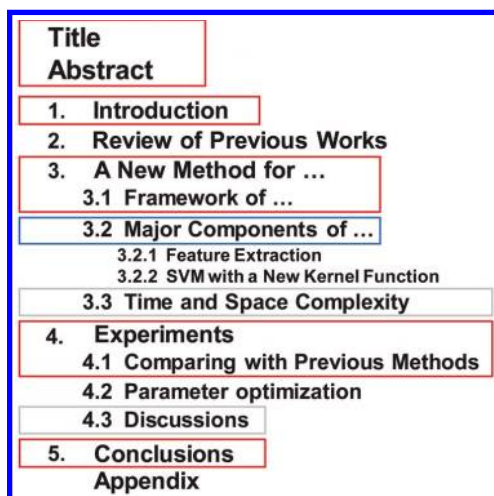 Title
Abstract
1. Introduction
2. Review of Previous Works
3. A New Method for ...
3.1 Framework of ...
3.2 Major Components of ...
3.2.1 Feature Extraction
3.2.2 SVM with a New Kernel Function
3.3 Time and Space Complexity
4. Experiments
4.1 Comparing with Previous Methods
4.2 Parameter optimization
4.3 Discussions
5. Conclusions
Appendix